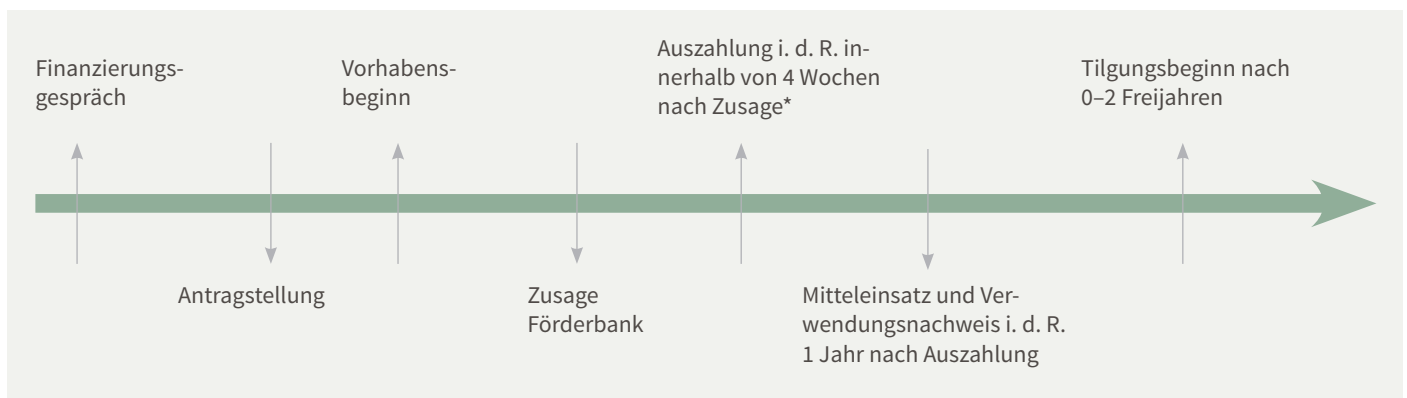 Finanzierungs-
gespräch
Antragstellung
Vorhabens-
beginn
Zusage
Förderbank
Auszahlung i. d. R. in-
nerhalb von 4 Wochen
nach Zusage*
Mitteleinsatz und Ver-
wendungsnachweis i. d. R.
1 Jahr nach Auszahlung
Tilgungsbeginn nach
0–2 Freijahren